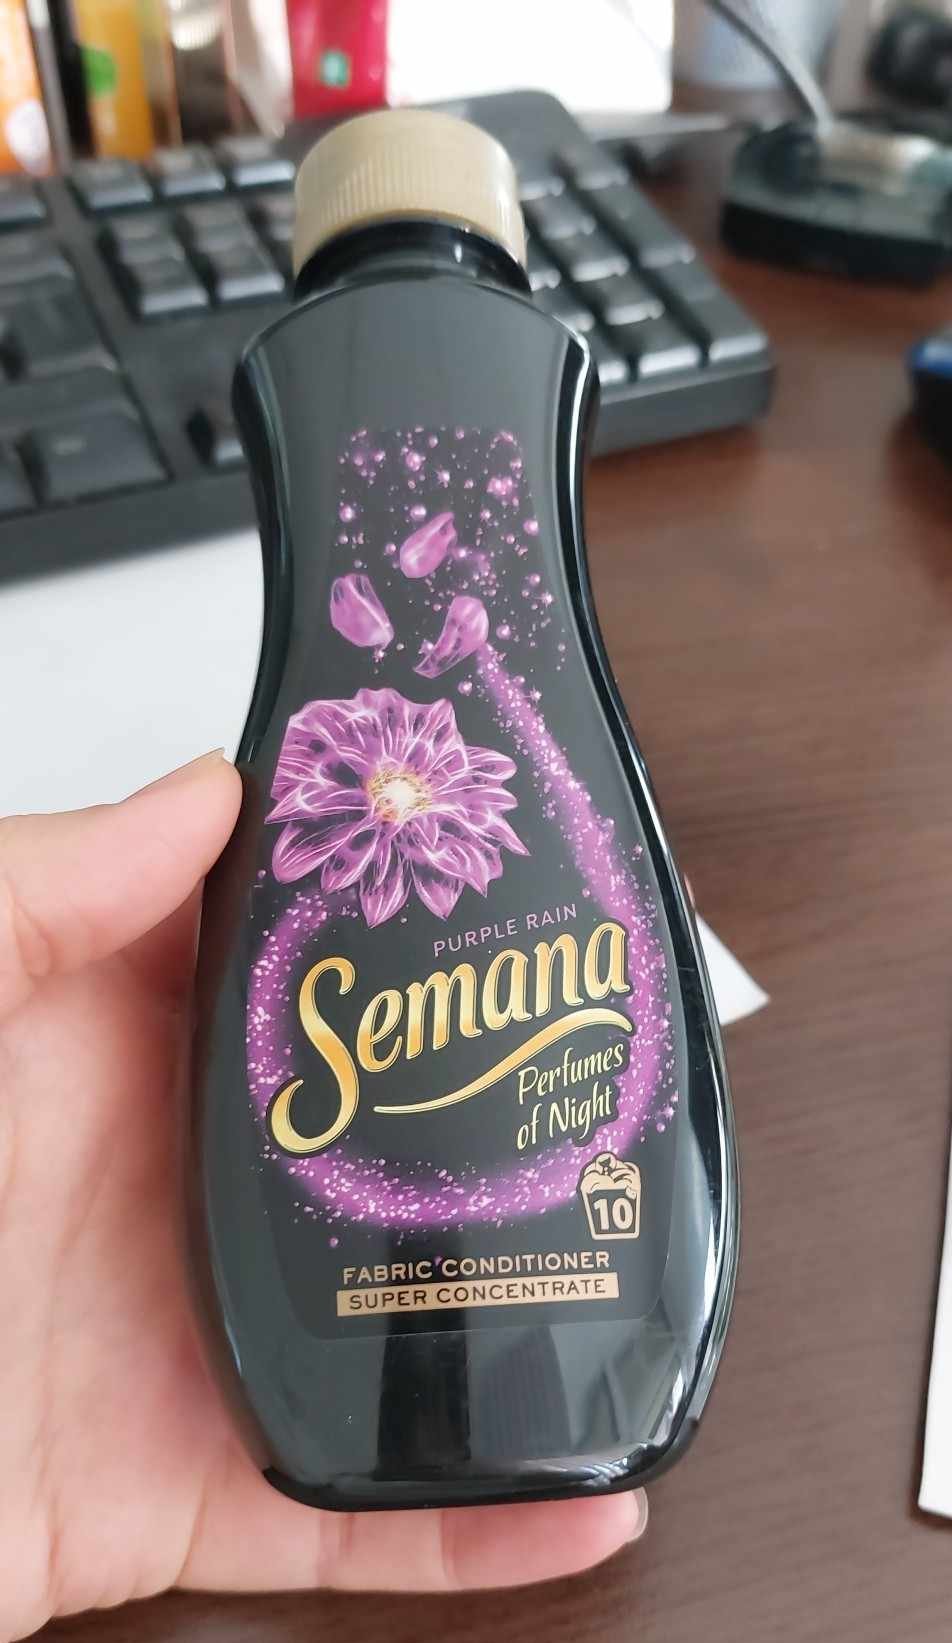 PURPLE RAIN
Semana
Perfumes
of Night
10
FABRIC CONDITIONER
SUPER CONCENTRATE